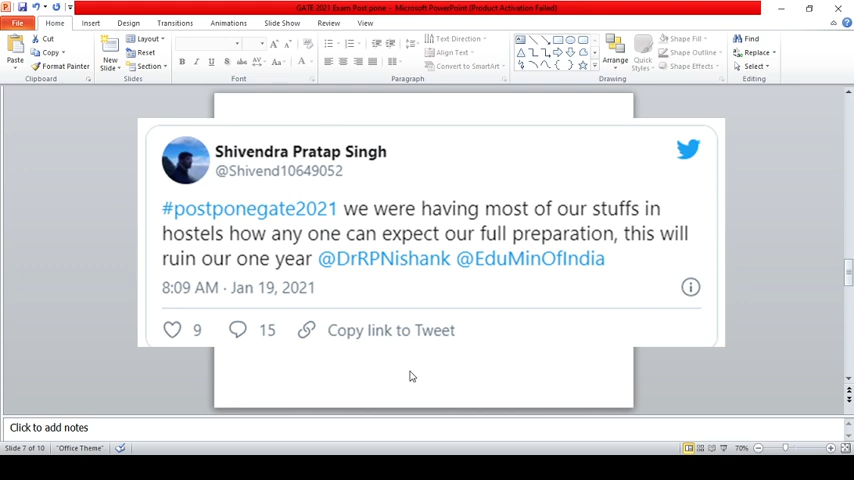 GATE 2021 Exam Post pone - Microsoft PowerPoint (Product Activation Failed)
File Home Insert Design Transitions Animations Slide Show Review View
Paste
Cut
Copy
Format Painter
Clipboard
New
Slide
Layout
Reset
Section
Slides
Font
Text Direction
Align Text
Convert to SmartArt
Paragraph
Arrange
Quick
Styles
Shape Fill
Shape Outline
Shape Effects
Drawing
Find
Replace
Select
Editing
Shivendra Pratap Singh
@Shivend10649052
#postponegate2021 we were having most of our stuffs in
hostels how any one can expect our full preparation, this will
ruin our one year @DrRPNishank @EduMinOfIndia
8:09 AM · Jan 19, 2021
9 15 Copy link to Tweet
Click to add notes
Slide 7 of 10 "Office Theme" 70%